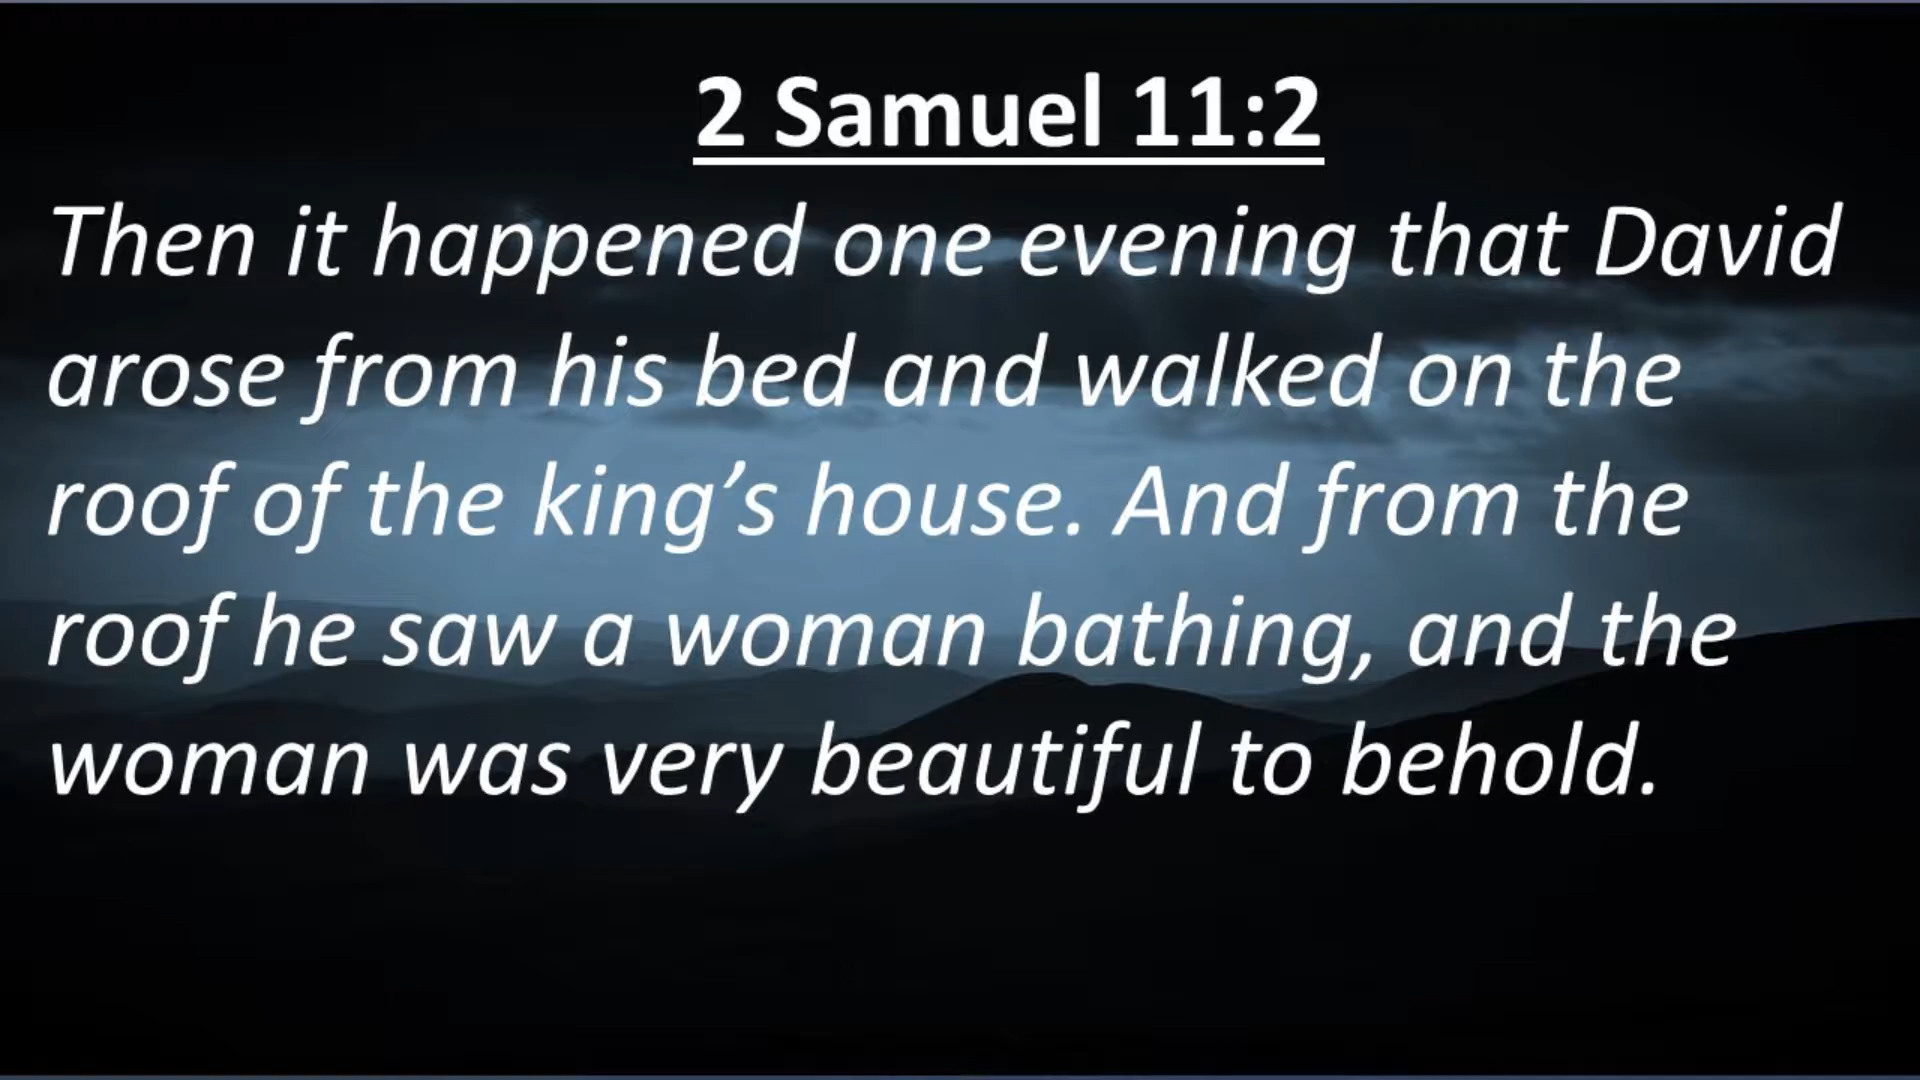 2 Samuel 11:2
Then it happened one evening that David
arose from his bed and walked on the
roof of the king’s house. And from the
roof he saw a woman bathing, and the
woman was very beautiful to behold.